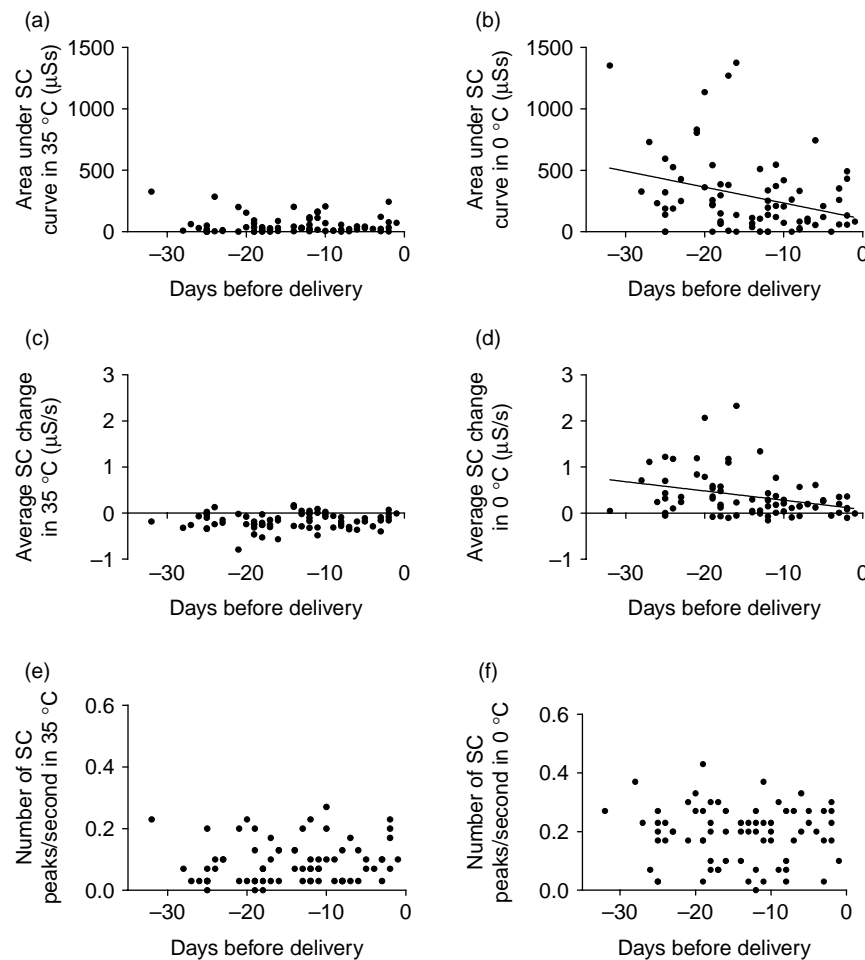 (a)
Area under SC
curve in 35 °C (µSs)
1500
1000
500
0
–30
–20
–10
0
Days before delivery
(b)
Area under SC
curve in 0 °C (µSs)
1500
1000
500
0
–30
–20
–10
0
Days before delivery
(c)
Average SC change
in 35 °C (µS/s)
3
2
1
0
–1
–30
–20
–10
0
Days before delivery
(d)
Average SC change
in 0 °C (µS/s)
3
2
1
0
–1
–30
–20
–10
0
Days before delivery
(e)
Number of SC
peaks/second in 35 °C
0.6
0.4
0.2
0.0
–30
–20
–10
0
Days before delivery
(f)
Number of SC
peaks/second in 0 °C
0.6
0.4
0.2
0.0
–30
–20
–10
0
Days before delivery